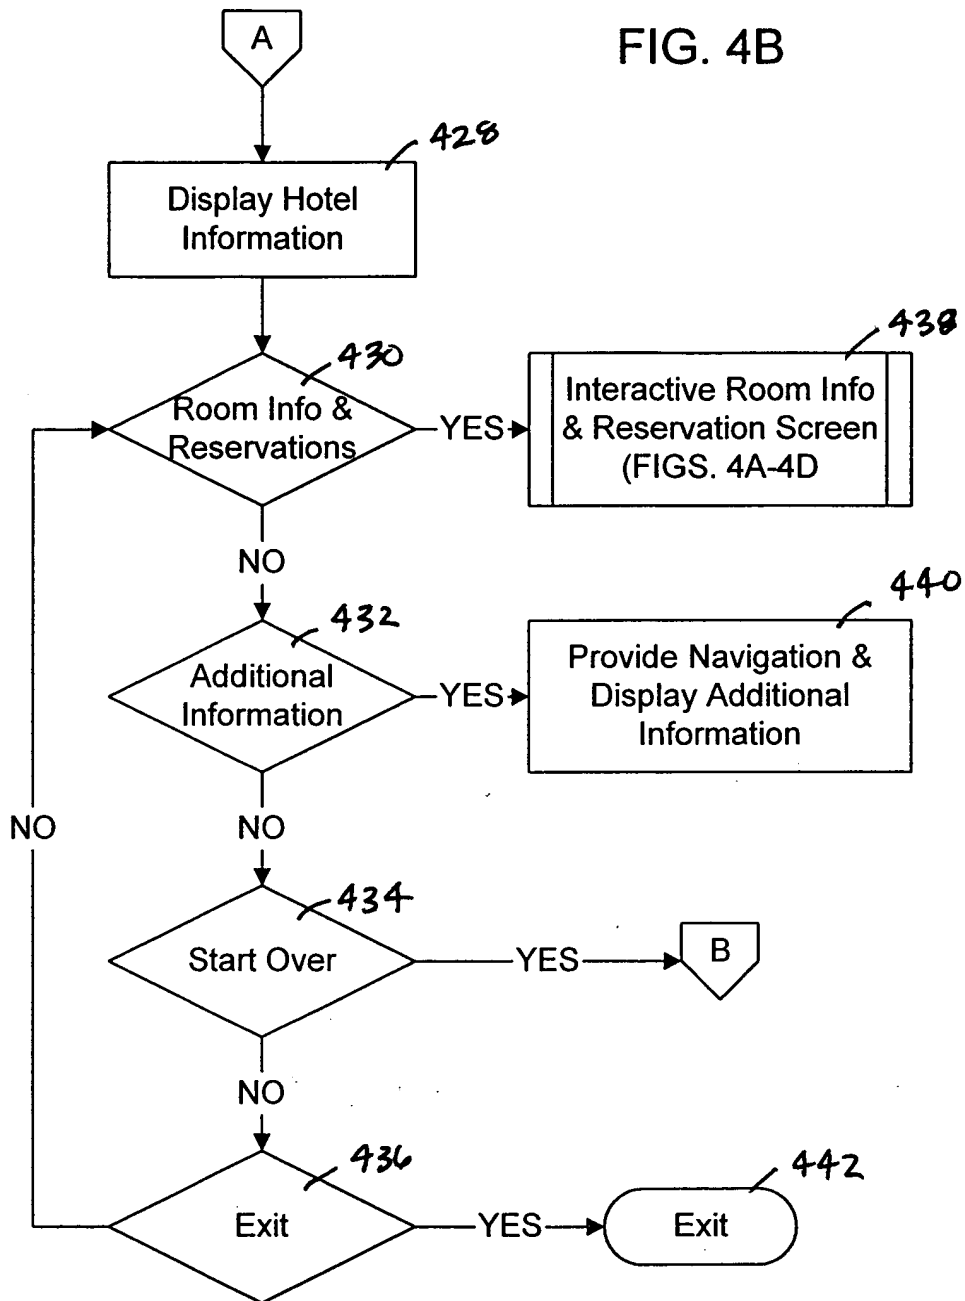 FIG. 4B
A
428
Display Hotel
Information
430
Room Info &
Reservations
YES
438
Interactive Room Info
& Reservation Screen
(FIGS. 4A-4D
NO
432
Additional
Information
YES
440
Provide Navigation &
Display Additional
Information
NO
NO
434
Start Over
YES
B
NO
436
Exit
YES
442
Exit